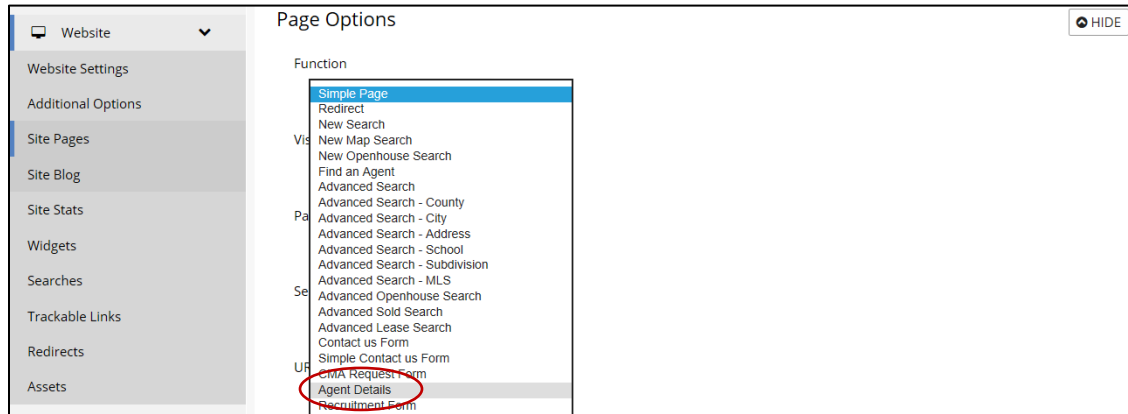 Website
Website Settings
Additional Options
Site Pages
Site Blog
Site Stats
Widgets
Searches
Trackable Links
Redirects
Assets
Page Options
HIDE
Function
Simple Page
Redirect
New Search
Vis
New Map Search
New Openhouse Search
Find an Agent
Advanced Search
Advanced Search - County
Pa
Advanced Search - City
Advanced Search - Address
Advanced Search - School
Advanced Search - Subdivision
Advanced Search - MLS
Se
Advanced Openhouse Search
Advanced Sold Search
Advanced Lease Search
Contact us Form
Simple Contact us Form
UR
CMA Request Form
Agent Details
Recruitment Form